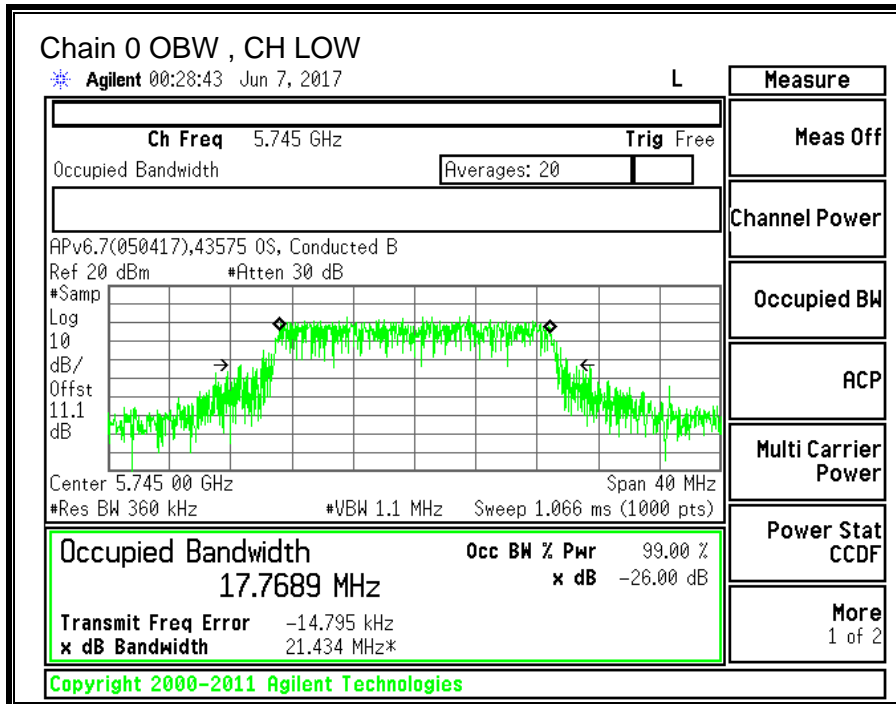 Chain 0 OBW , CH LOW
Agilent 00:28:43 Jun 7, 2017 L
Measure
Ch Freq 5.745 GHz Trig Free
Meas Off
Occupied Bandwidth Averages: 20
Channel Power
APv6.7(050417),43575 OS, Conducted B
Ref 20 dBm #Atten 30 dB
#Samp
Log
10
dB/
Offst
11.1
dB
Occupied BW
ACP
Center 5.745 00 GHz Span 40 MHz
#Res BW 360 kHz #VBW 1.1 MHz Sweep 1.066 ms (1000 pts)
Multi Carrier
Power
Occupied Bandwidth Occ BW % Pwr 99.00 %
17.7689 MHz x dB -26.00 dB
Transmit Freq Error -14.795 kHz
x dB Bandwidth 21.434 MHz*
Power Stat
CCDF
More
1 of 2
Copyright 2000-2011 Agilent Technologies